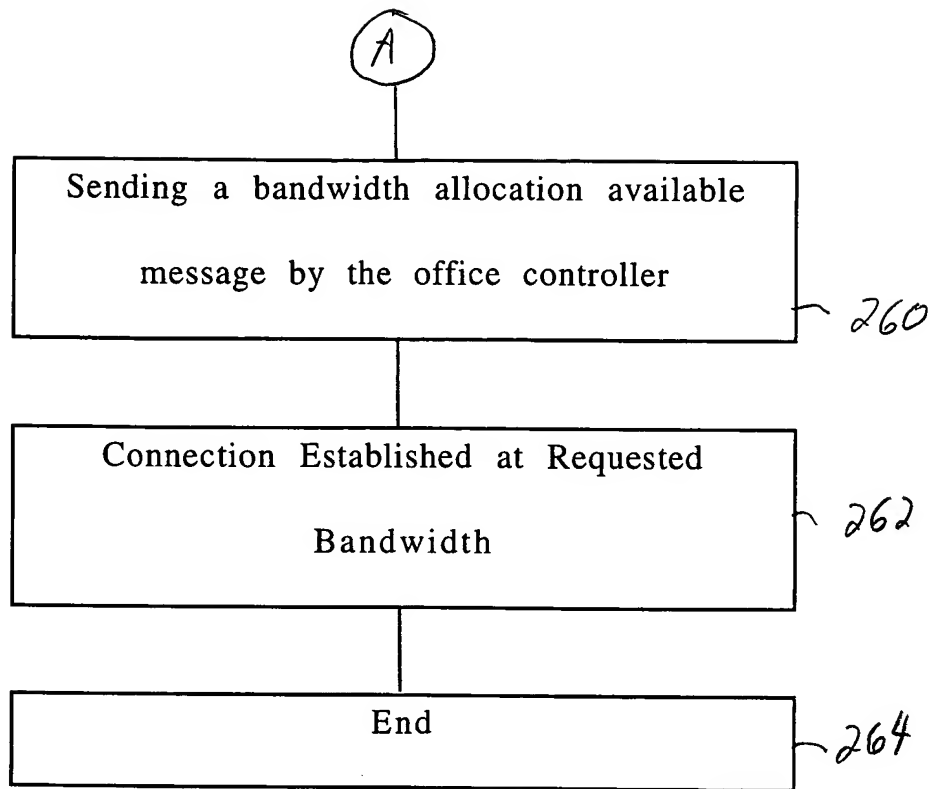 A
Sending a bandwidth allocation available
message by the office controller
260
Connection Established at Requested
Bandwidth
262
End
264